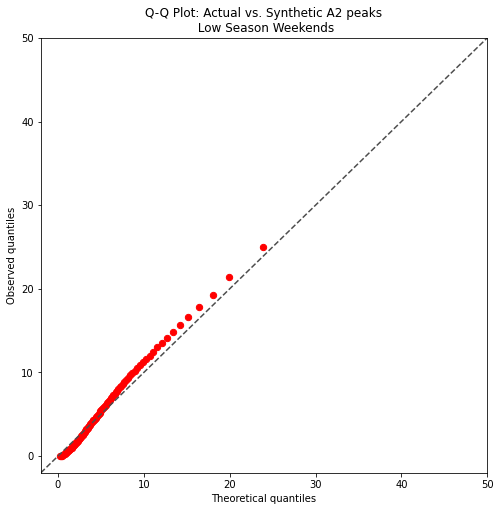 Q-Q Plot: Actual vs. Synthetic A2 peaks
Low Season Weekends
50
40
30
20
10
0
Observed quantiles
0 10 20 30 40 50
Theoretical quantiles